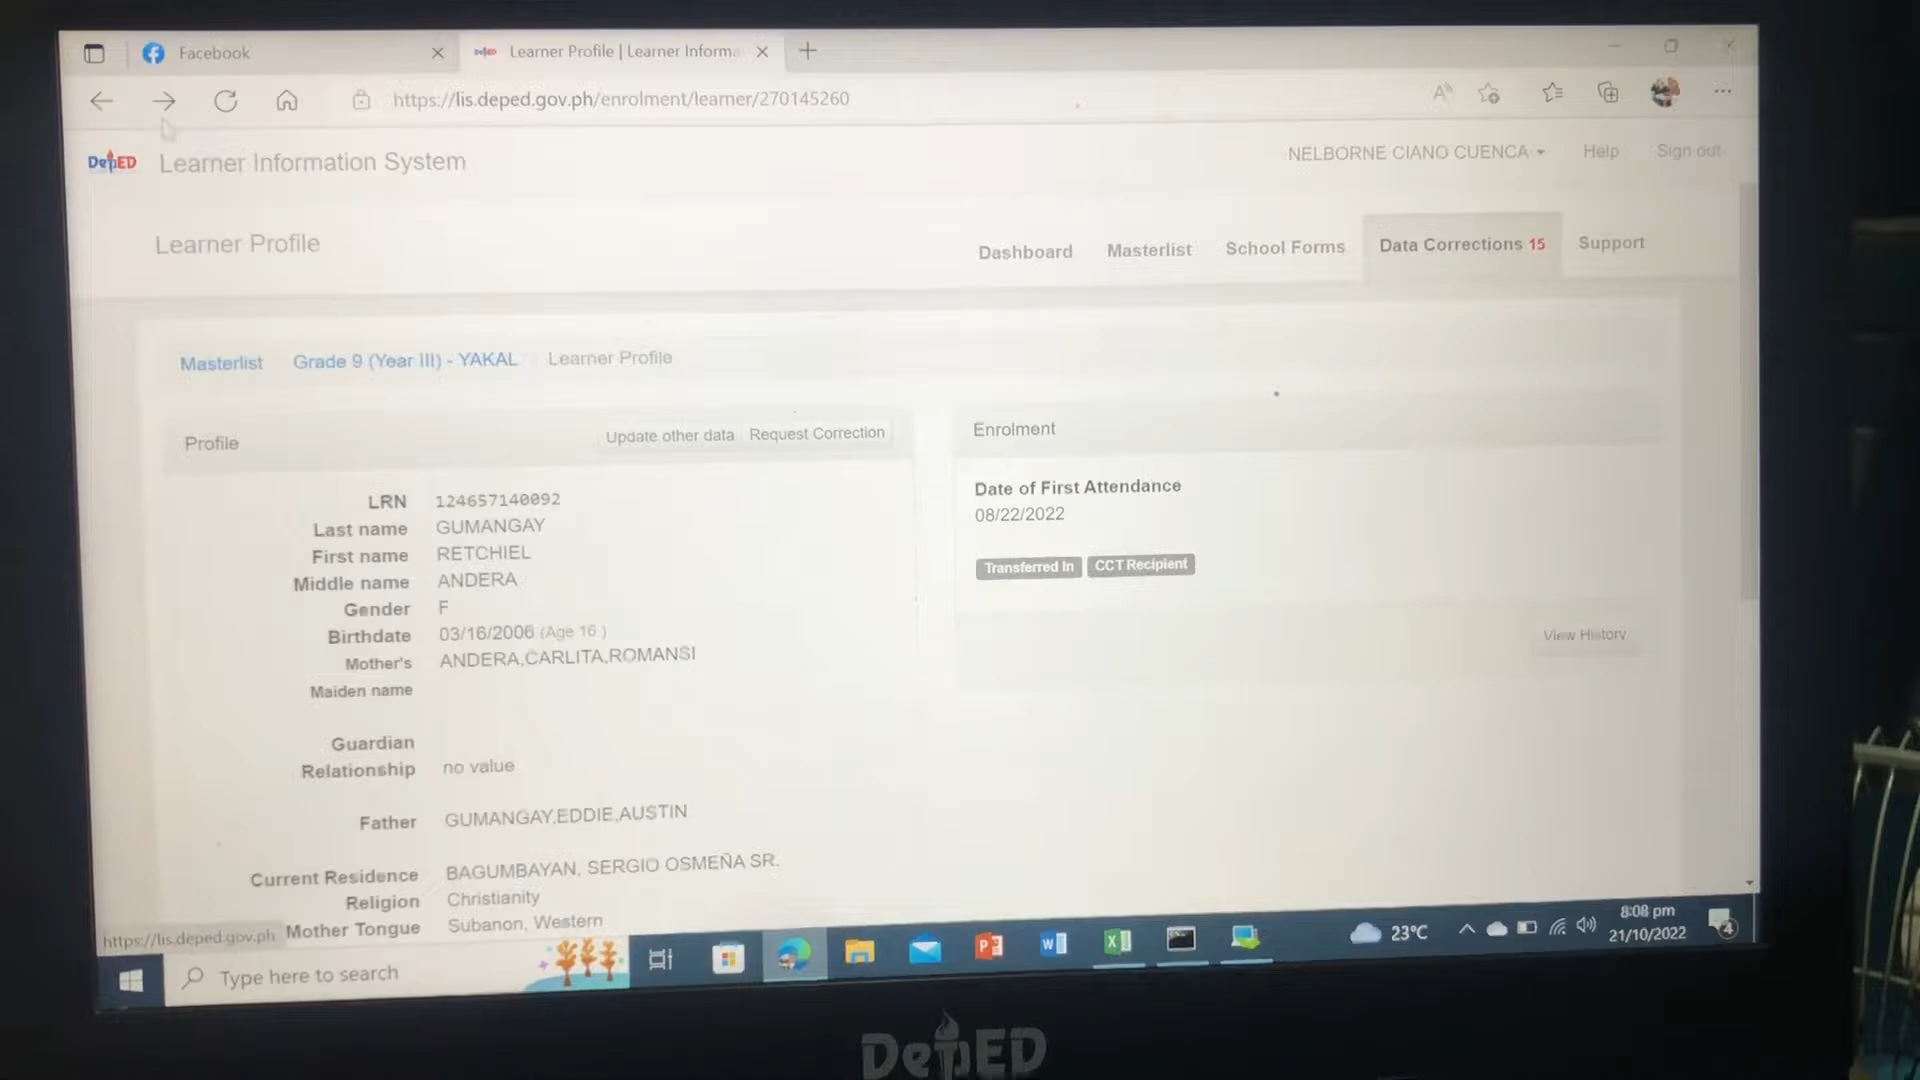 Facebook
Learner Profile | Learner Informa
https://lis.deped.gov.ph/enrolment/learner/270145260
DepED Learner Information System
NELBORNE CIANO CUENCA Help Sign out
Learner Profile
Dashboard Masterlist School Forms Data Corrections 15 Support
Masterlist Grade 9 (Year III) - YAKAL Learner Profile
Profile Update other data Request Correction
LRN 124657140092
Last name GUMANGAY
First name RETCHIEL
Middle name ANDERA
Gender F
Birthdate 03/16/2006 (Age 16 )
Mother's ANDERA,CARLITA,ROMANSI
Maiden name
Guardian
Relationship no value
Father GUMANGAY,EDDIE,AUSTIN
Current Residence BAGUMBAYAN, SERGIO OSMEÑA SR.
Religion Christianity
Mother Tongue Subanon, Western
Enrolment
Date of First Attendance
08/22/2022
Transferred In CCT Recipient
View History
https://lis.deped.gov.ph
Type here to search
23°C
8:08 pm
21/10/2022
4
DepED